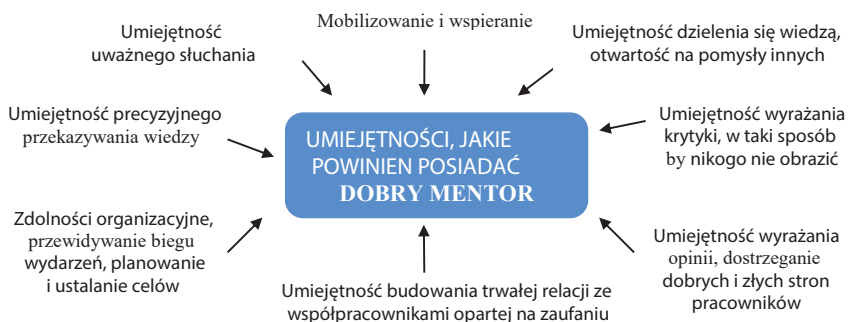 Mobilizowanie i wspieranie
Umiejętność
uważnego słuchania
Umiejętność dzielenia się wiedzą,
otwartość na pomysły innych
Umiejętność precyzyjnego
przekazywania wiedzy
UMIEJĘTNOŚCI, JAKIE
POWINIEN POSIADAĆ
DOBRY MENTOR
Umiejętność wyrażania
krytyki, w taki sposób
by nikogo nie obrazić
Zdolności organizacyjne,
przewidywanie biegu
wydarzeń, planowanie
i ustalanie celów
Umiejętność budowania trwałej relacji ze
współpracownikami opartej na zaufaniu
Umiejętność wyrażania
opinii, dostrzeganie
dobrych i złych stron
pracowników